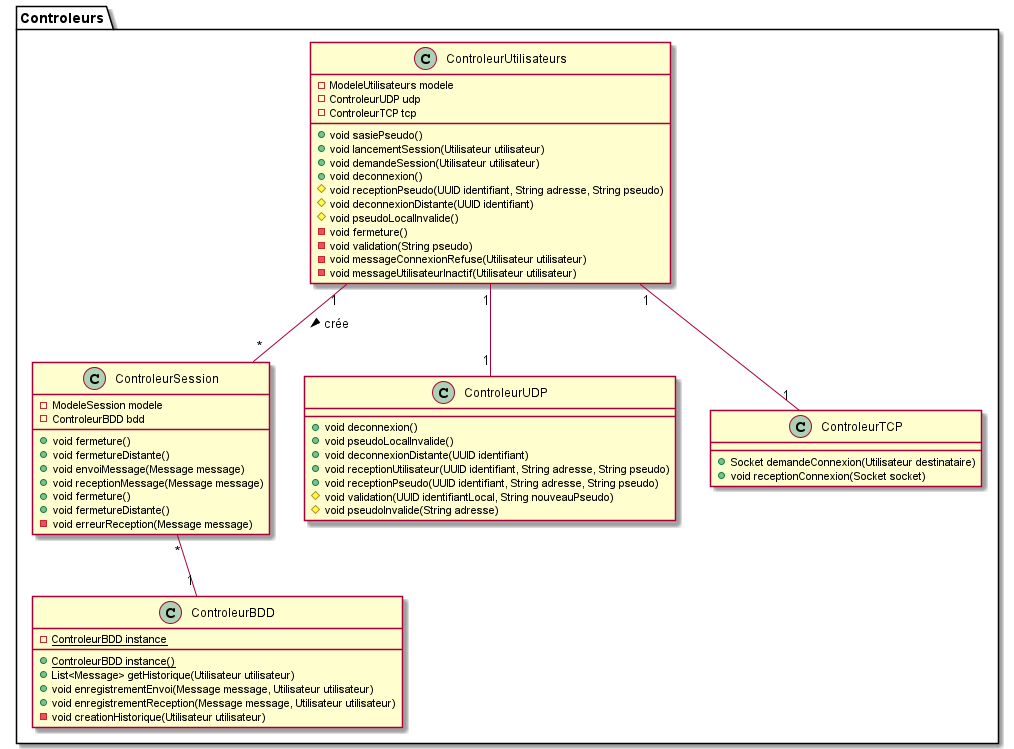 Controleurs
C ControleurUtilisateurs
ModeleUtilisateurs modele
ControleurUDP udp
ControleurTCP tcp
void sasiePseudo()
void lancementSession(Utilisateur utilisateur)
void demandeSession(Utilisateur utilisateur)
void deconnexion()
void receptionPseudo(UUID identifiant, String adresse, String pseudo)
void deconnexionDistante(UUID identifiant)
void pseudoLocalInvalide()
void fermeture()
void validation(String pseudo)
void messageConnexionRefuse(Utilisateur utilisateur)
void messageUtilisateurInactif(Utilisateur utilisateur)
1
1
1
crée
*
1
1
C ControleurSession
ModeleSession modele
ControleurBDD bdd
void fermeture()
void fermetureDistante()
void envoiMessage(Message message)
void receptionMessage(Message message)
void fermeture()
void fermetureDistante()
void erreurReception(Message message)
C ControleurUDP
void deconnexion()
void pseudoLocalInvalide()
void deconnexionDistante(UUID identifiant)
void receptionUtilisateur(UUID identifiant, String adresse, String pseudo)
void receptionPseudo(UUID identifiant, String adresse, String pseudo)
void validation(UUID identifiantLocal, String nouveauPseudo)
void pseudoInvalide(String adresse)
C ControleurTCP
Socket demandeConnexion(Utilisateur destinataire)
void receptionConnexion(Socket socket)
*
1
C ControleurBDD
ControleurBDD instance
ControleurBDD instance()
List<Message> getHistorique(Utilisateur utilisateur)
void enregistrementEnvoi(Message message, Utilisateur utilisateur)
void enregistrementReception(Message message, Utilisateur utilisateur)
void creationHistorique(Utilisateur utilisateur)